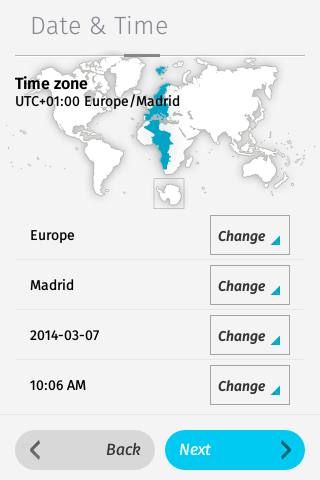 Date & Time
Time zone
UTC+01:00 Europe/Madrid
Europe
Change
Madrid
Change
2014-03-07
Change
10:06 AM
Change
Back
Next